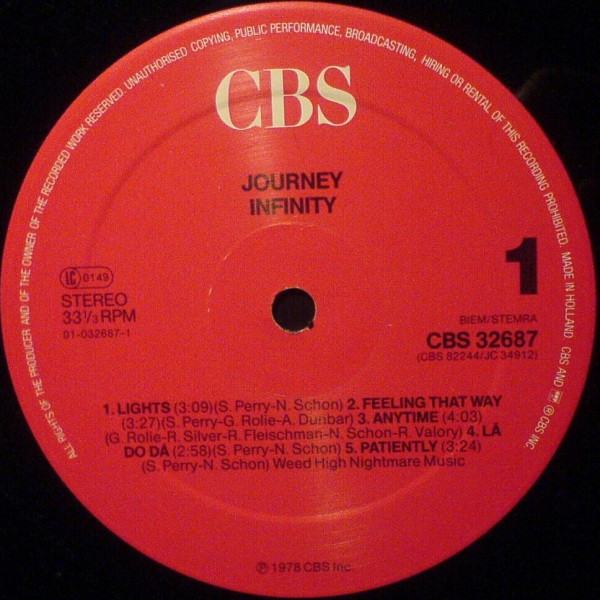 ALL RIGHTS OF THE PRODUCER AND OF THE OWNER OF THE RECORDED WORK RESERVED. UNAUTHORISED COPYING, PUBLIC PERFORMANCE, BROADCASTING, HIRING OR RENTAL OF THIS RECORDING PROHIBITED. MADE IN HOLLAND. CBS AND ® CBS INC.
CBS
JOURNEY
INFINITY
1
LC 0149
STEREO
33 1/3 RPM
01-032687-1
BIEM/STEMRA
CBS 32687
(CBS 82244/JC 34912)
1. LIGHTS (3:09)(S. Perry-N. Schon) 2. FEELING THAT WAY
(3:27)(S. Perry-G. Rolie-A. Dunbar) 3. ANYTIME (4:03)
(G. Rolie-R. Silver-R. Fleischman-N. Schon-R. Valory) 4. LĀ
DO DĀ (2:58)(S. Perry-N. Schon) 5. PATIENTLY (3:24)
(S. Perry-N. Schon) Weed High Nightmare Music
℗ 1978 CBS Inc.